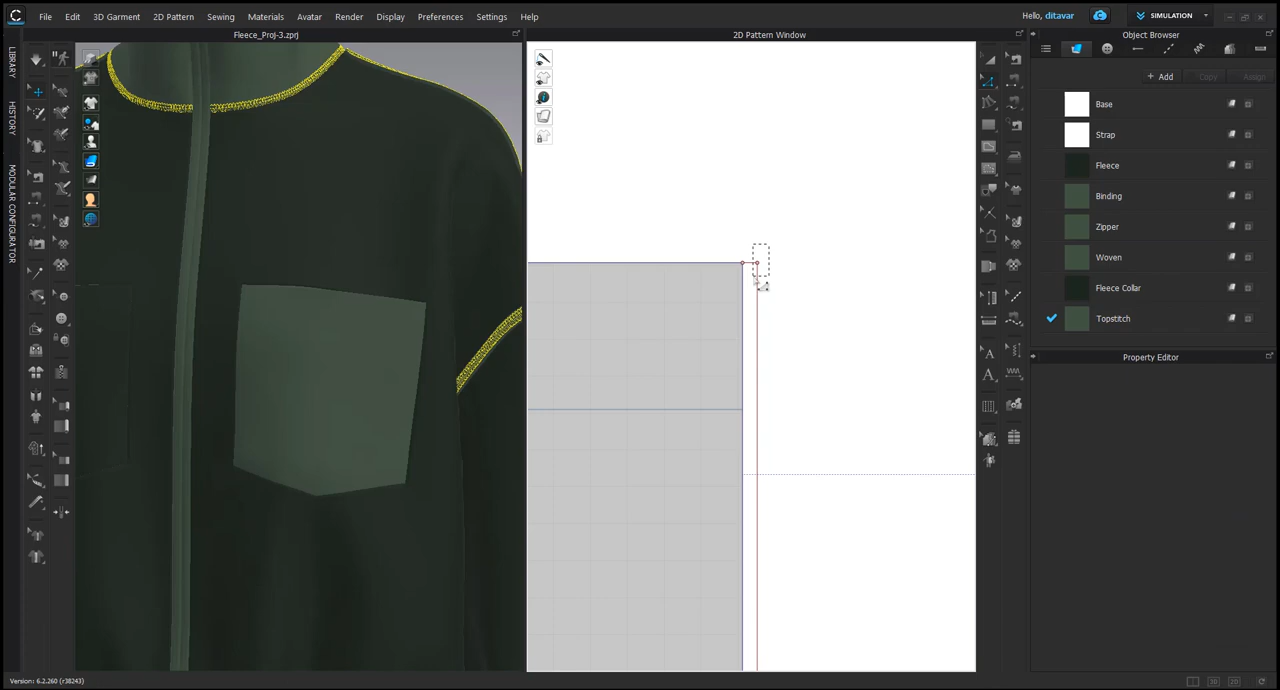 File Edit 3D Garment 2D Pattern Sewing Materials Avatar Render Display Preferences Settings Help
Hello, ditavar
SIMULATION
Fleece_Proj-3.zprj
2D Pattern Window
Object Browser
LIBRARY
HISTORY
MODULAR CONFIGURATOR
+ Add Copy Assign
Base
Strap
Fleece
Binding
Zipper
Woven
Fleece Collar
Topstitch
Property Editor
Version: 6.2.260 (r38243)
3D 2D